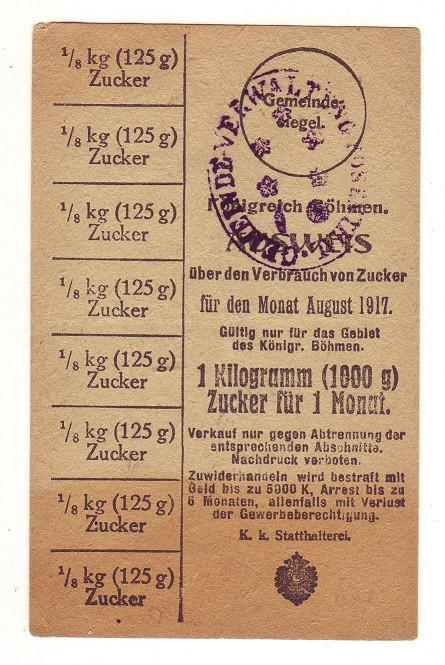 1/8 kg (125 g)
Zucker
1/8 kg (125 g)
Zucker
1/8 kg (125 g)
Zucker
1/8 kg (125 g)
Zucker
1/8 kg (125 g)
Zucker
1/8 kg (125 g)
Zucker
1/8 kg (125 g)
Zucker
1/8 kg (125 g)
Zucker
Gemeinde-
siegel.
GEMEINDE-VERWALTUNG
Königreich Böhmen.
AUSWEIS
über den Verbrauch von Zucker
für den Monat August 1917.
Gültig nur für das Gebiet
des Königr. Böhmen.
1 Kilogramm (1000 g)
Zucker für 1 Monat.
Verkauf nur gegen Abtrennung der
entsprechenden Abschnitte.
Nachdruck verboten.
Zuwiderhandeln wird bestraft mit
Geld bis zu 5000 K, Arrest bis zu
6 Monaten, allenfalls mit Verlust
der Gewerbeberechtigung.
K. k. Statthalterei.